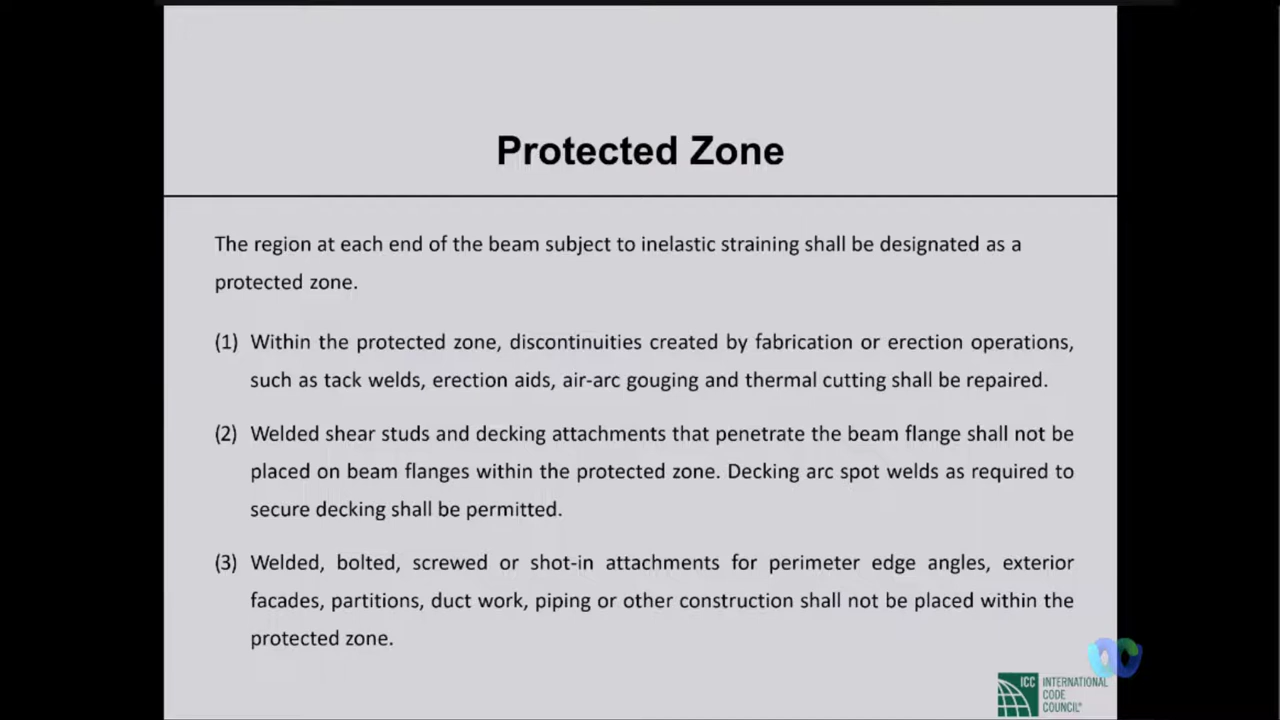 Protected Zone
The region at each end of the beam subject to inelastic straining shall be designated as a
protected zone.
(1) Within the protected zone, discontinuities created by fabrication or erection operations,
such as tack welds, erection aids, air-arc gouging and thermal cutting shall be repaired.
(2) Welded shear studs and decking attachments that penetrate the beam flange shall not be
placed on beam flanges within the protected zone. Decking arc spot welds as required to
secure decking shall be permitted.
(3) Welded, bolted, screwed or shot-in attachments for perimeter edge angles, exterior
facades, partitions, duct work, piping or other construction shall not be placed within the
protected zone.
ICC INTERNATIONAL
CODE
COUNCIL®